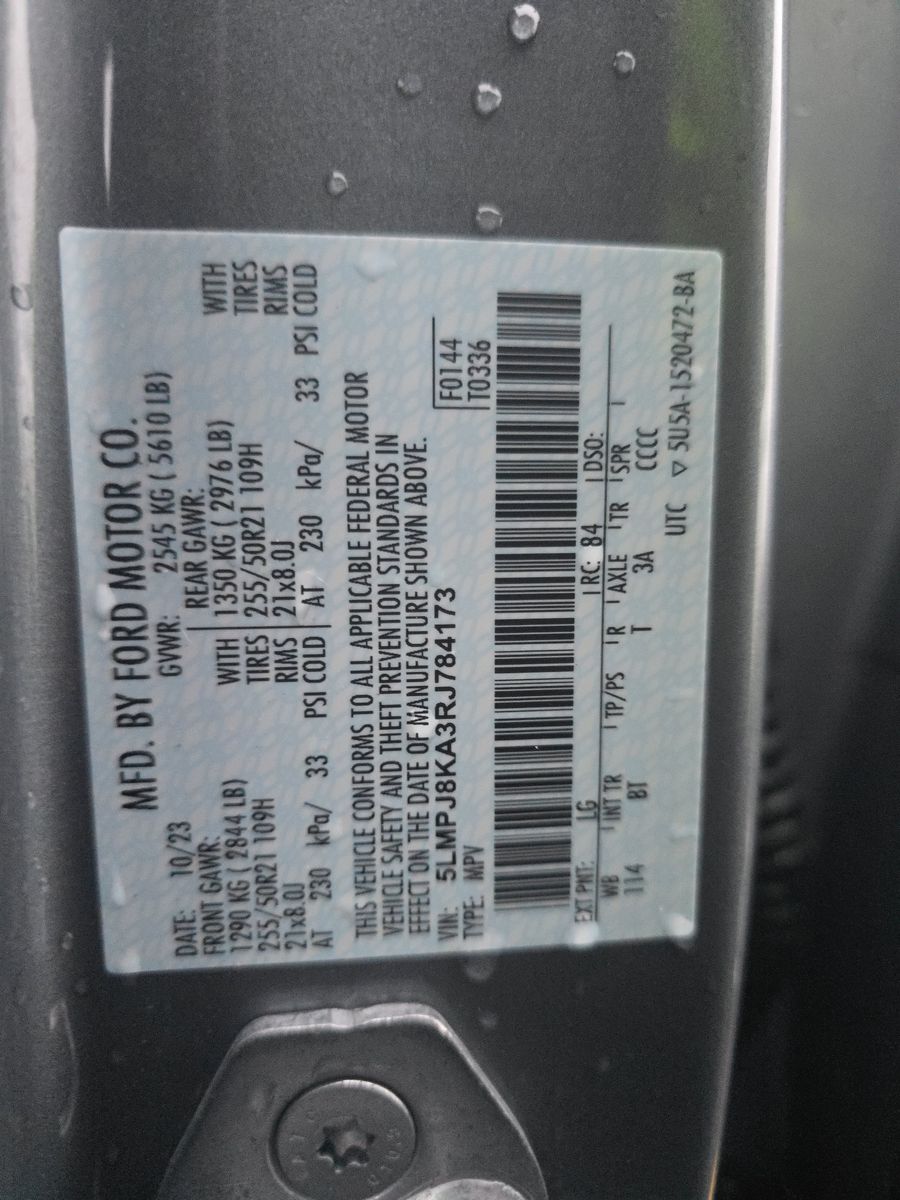 MFD. BY FORD MOTOR CO.
DATE: 10/23 GVWR: 2545 KG ( 5610 LB)
FRONT GAWR: REAR GAWR:
1290 KG ( 2844 LB) WITH 1350 KG ( 2976 LB) WITH
255/50R21 109H TIRES 255/50R21 109H TIRES
21x8.0J RIMS 21x8.0J RIMS
AT 230 kPa/ 33 PSI COLD AT 230 kPa/ 33 PSI COLD
THIS VEHICLE CONFORMS TO ALL APPLICABLE FEDERAL MOTOR
VEHICLE SAFETY AND THEFT PREVENTION STANDARDS IN
EFFECT ON THE DATE OF MANUFACTURE SHOWN ABOVE.
VIN: 5LMPJ8KA3RJ784173 F0144
TYPE: MPV T0336
EXT PNT: LG RC: 84 DSO:
WB INT TR TP/PS R AXLE TR SPR
114 BT T 3A CCCC
UTC ▽ 5U5A-1520472-BA